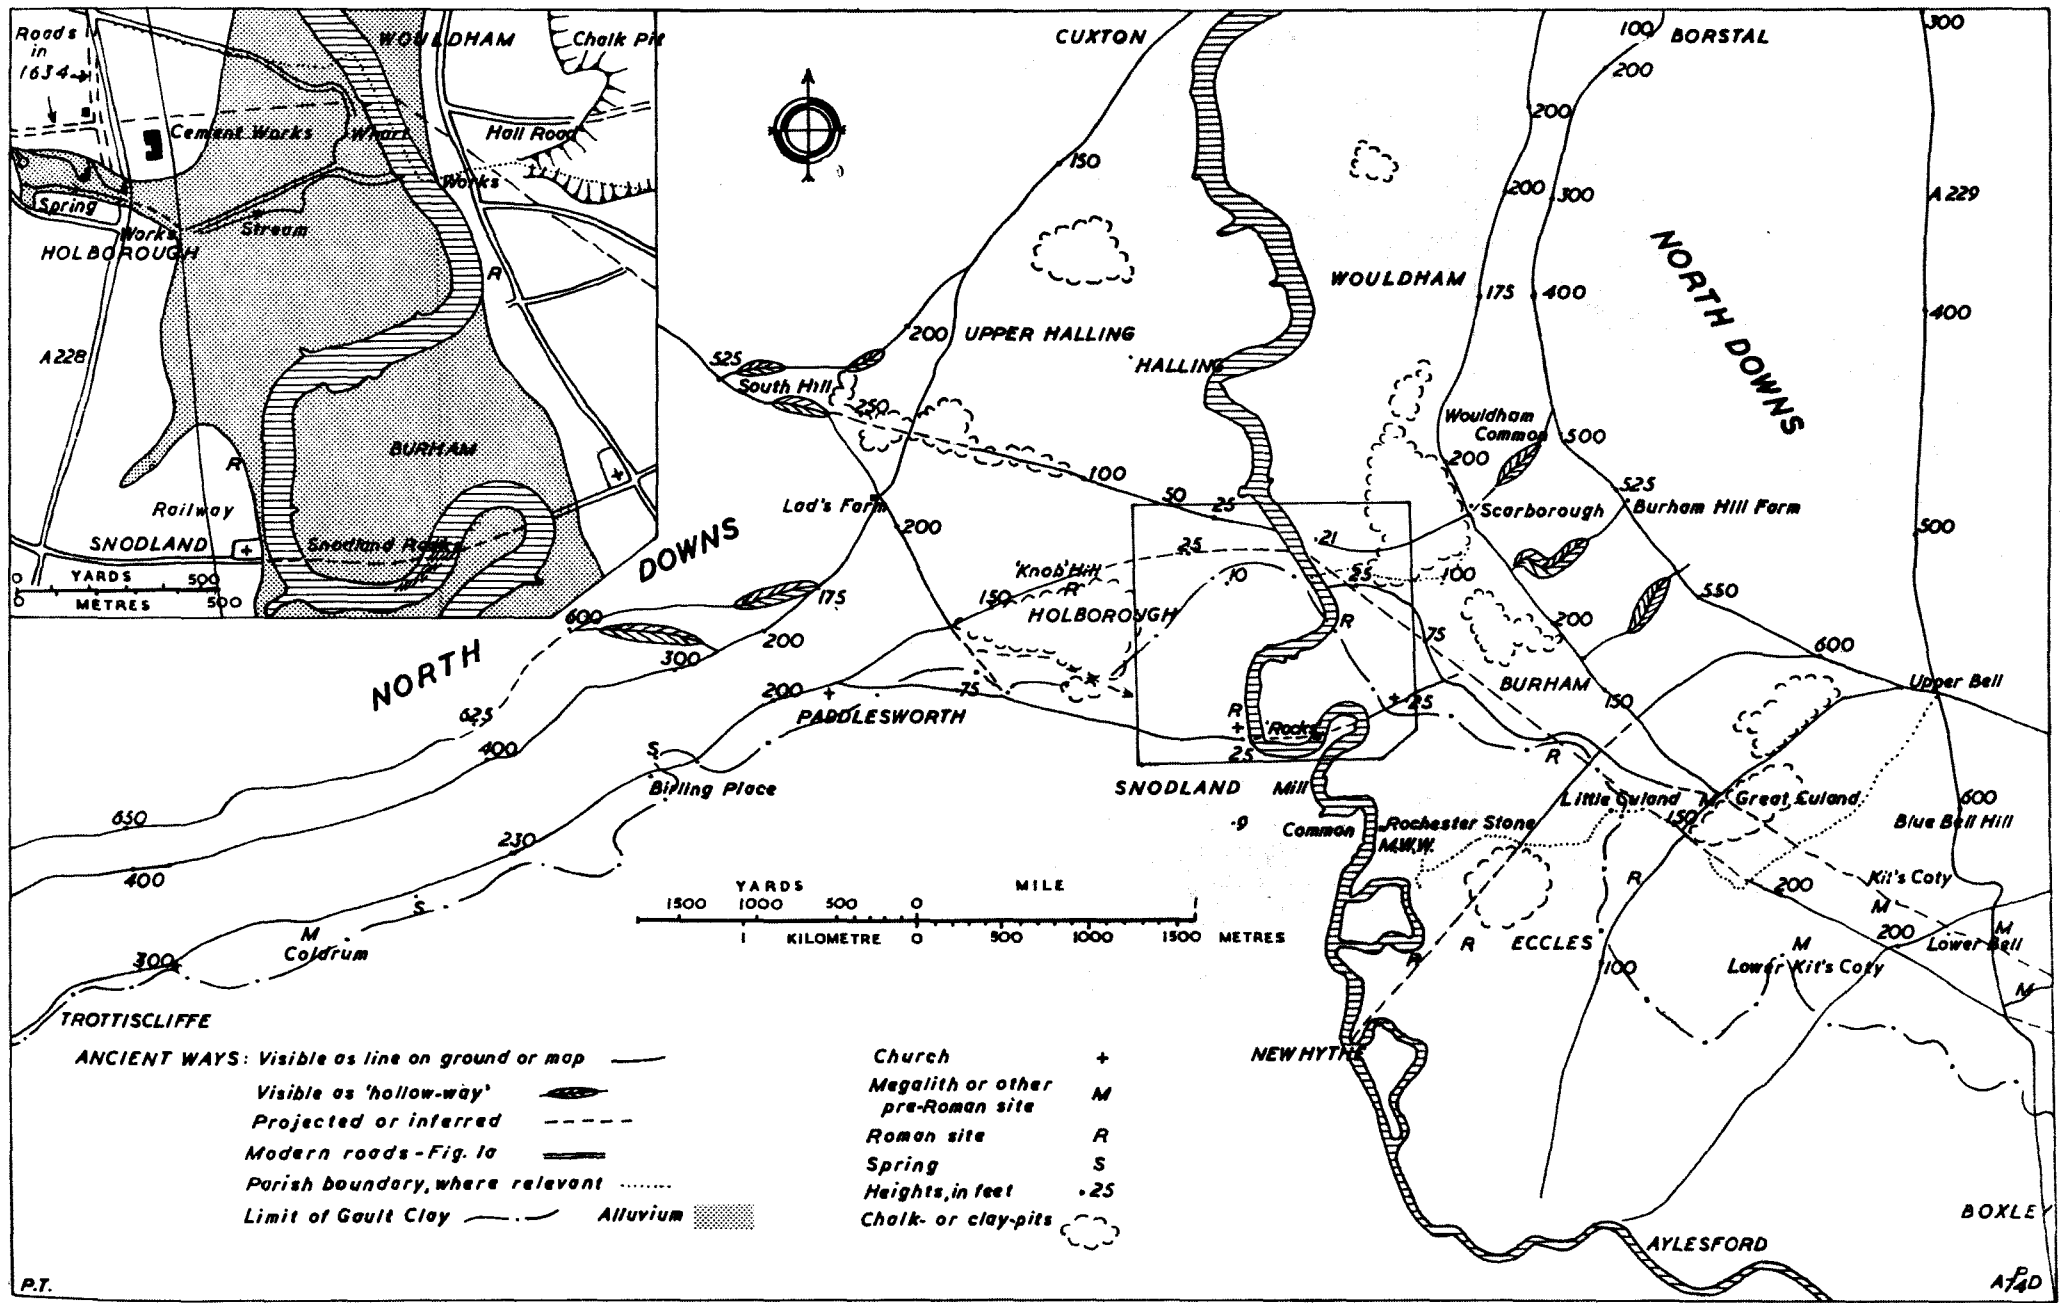 Roads
in
1634
WOULDHAM
Chalk Pit
Cement Works
Wharf
Hall Road
Works
Spring
Works
Stream
HOLBOROUGH
R
A228
BURHAM
R
Railway
SNODLAND
Snodland Rocks
0 YARDS 500
0 METRES 500
CUXTON
100
BORSTAL
300
200
200
150
200
300
A229
NORTH DOWNS
WOULDHAM
175
400
400
200
UPPER HALLING
HALLING
525
South Hill
250
Wouldham
Common
500
200
100
50
25
525
Lad's Farm
200
Scarborough
Burham Hill Farm
500
21
25
'Knob' Hill
R
10
25
100
150
HOLBOROUGH
R
550
175
200
600
200
300
75
600
NORTH DOWNS
200
75
PADDLESWORTH
BURHAM
150
Upper Bell
625
400
S
R
'Rocks'
25
25
R
Birling Place
SNODLAND
Mill
Little Culand
M
Great Culand
600
650
9
Common
Rochester Stone
M.W.W.
150
Blue Bell Hill
230
400
YARDS MILE
1500 1000 500 0
1 KILOMETRE 0 500 1000 1500 METRES
R
200
Kit's Coty
M
S
M
Coldrum
R
R
ECCLES
M
200
M
Lower Bell
300
100
Lower Kit's Coty
M
TROTTISCLIFFE
NEW HYTHE
ANCIENT WAYS: Visible as line on ground or map
Visible as 'hollow-way'
Projected or inferred
Modern roads - Fig. 1a
Parish boundary, where relevant
Limit of Gault Clay
Alluvium
Church +
Megalith or other
pre-Roman site M
Roman site R
Spring S
Heights, in feet .25
Chalk- or clay-pits
BOXLEY
AYLESFORD
P.T.